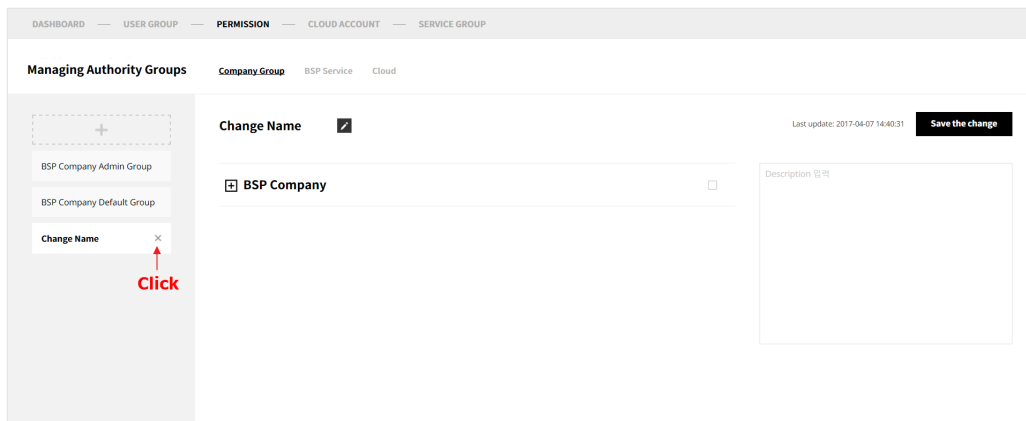 DASHBOARD — USER GROUP — PERMISSION — CLOUD ACCOUNT — SERVICE GROUP
Managing Authority Groups Company Group BSP Service Cloud
+
Change Name
Last update: 2017-04-07 14:40:31 Save the change
BSP Company Admin Group
BSP Company Default Group
Change Name ×
Click
BSP Company
Description 입력